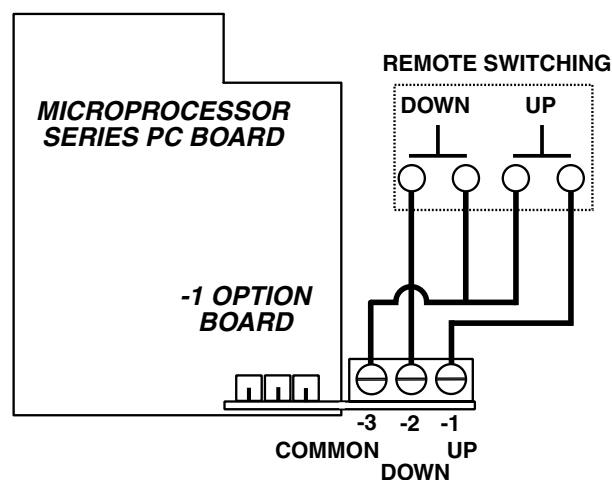 REMOTE SWITCHING
DOWN UP
MICROPROCESSOR
SERIES PC BOARD
-1 OPTION
BOARD
-3 -2 -1
COMMON UP
DOWN